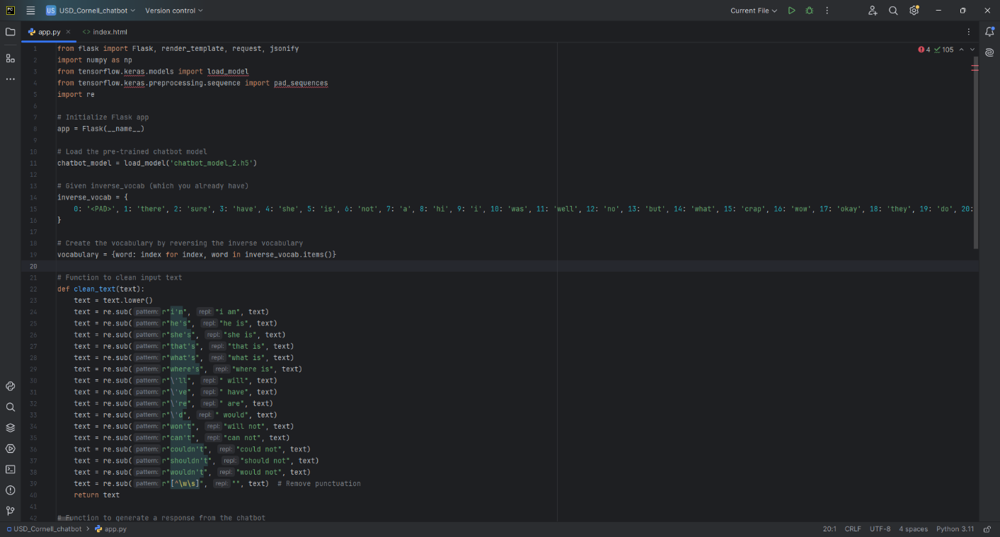 PC US USD_Cornell_chatbot Version control Current File
app.py <> index.html
4 105
1 from flask import Flask, render_template, request, jsonify
2 import numpy as np
3 from tensorflow.keras.models import load_model
4 from tensorflow.keras.preprocessing.sequence import pad_sequences
5 import re
6
7 # Initialize Flask app
8 app = Flask(__name__)
9
10 # Load the pre-trained chatbot model
11 chatbot_model = load_model('chatbot_model_2.h5')
12
13 # Given inverse_vocab (which you already have)
14 inverse_vocab = {
15 0: '<PAD>', 1: 'there', 2: 'sure', 3: 'have', 4: 'she', 5: 'is', 6: 'not', 7: 'a', 8: 'hi', 9: 'i', 10: 'was', 11: 'well', 12: 'no', 13: 'but', 14: 'what', 15: 'crap', 16: 'wow', 17: 'okay', 18: 'they', 19: 'do', 20:
16 }
17
18 # Create the vocabulary by reversing the inverse vocabulary
19 vocabulary = {word: index for index, word in inverse_vocab.items()}
20
21 # Function to clean input text
22 def clean_text(text):
23 text = text.lower()
24 text = re.sub( pattern: r"i'm", repl: "i am", text)
25 text = re.sub( pattern: r"he's", repl: "he is", text)
26 text = re.sub( pattern: r"she's", repl: "she is", text)
27 text = re.sub( pattern: r"that's", repl: "that is", text)
28 text = re.sub( pattern: r"what's", repl: "what is", text)
29 text = re.sub( pattern: r"where's", repl: "where is", text)
30 text = re.sub( pattern: r"\'ll", repl: " will", text)
31 text = re.sub( pattern: r"\'ve", repl: " have", text)
32 text = re.sub( pattern: r"\'re", repl: " are", text)
33 text = re.sub( pattern: r"\'d", repl: " would", text)
34 text = re.sub( pattern: r"won't", repl: "will not", text)
35 text = re.sub( pattern: r"can't", repl: "can not", text)
36 text = re.sub( pattern: r"couldn't", repl: "could not", text)
37 text = re.sub( pattern: r"shouldn't", repl: "should not", text)
38 text = re.sub( pattern: r"wouldn't", repl: "would not", text)
39 text = re.sub( pattern: r"[^\w\s]", repl: "", text) # Remove punctuation
40 return text
41
42 # Function to generate a response from the chatbot
USD_Cornell_chatbot > app.py 20:1 CRLF UTF-8 4 spaces Python 3.11